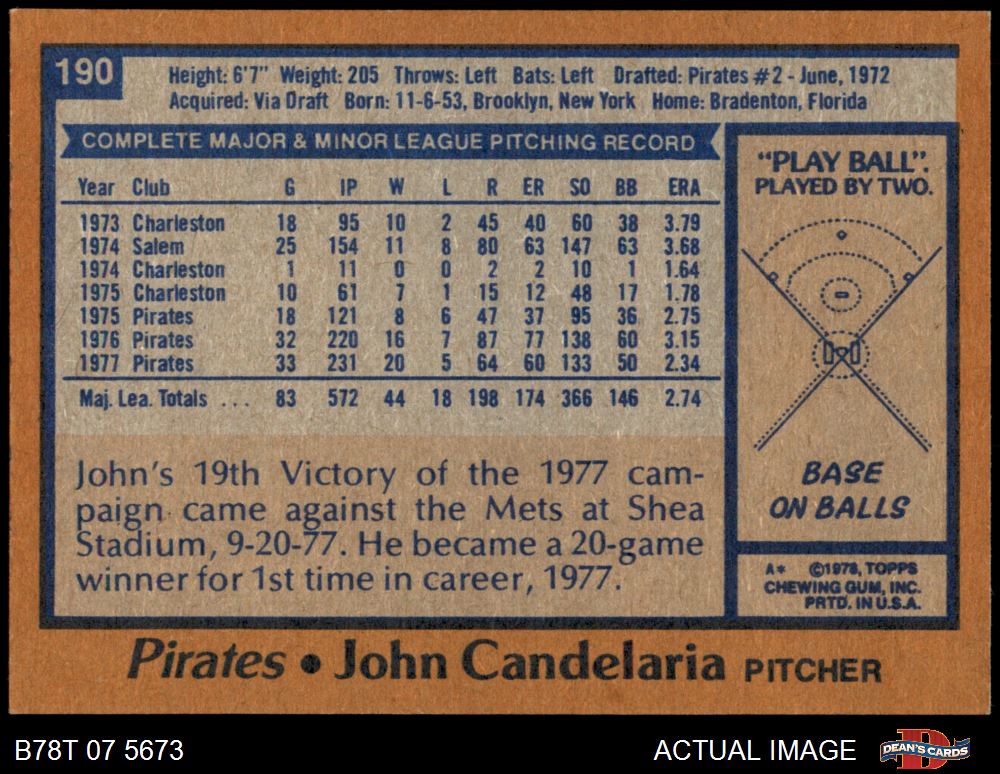 190
Height: 6'7" Weight: 205 Throws: Left Bats: Left Drafted: Pirates #2 - June, 1972
Acquired: Via Draft Born: 11-6-53, Brooklyn, New York Home: Bradenton, Florida
COMPLETE MAJOR & MINOR LEAGUE PITCHING RECORD
Year Club G IP W L R ER SO BB ERA
1973 Charleston 18 95 10 2 45 40 60 38 3.79
1974 Salem 25 154 11 8 80 63 147 63 3.68
1974 Charleston 1 11 0 0 2 2 10 1 1.64
1975 Charleston 10 61 7 1 15 12 48 17 1.78
1975 Pirates 18 121 8 6 47 37 95 36 2.75
1976 Pirates 32 220 16 7 87 77 138 60 3.15
1977 Pirates 33 231 20 5 64 60 133 50 2.34
Maj. Lea. Totals ... 83 572 44 18 198 174 366 146 2.74
John's 19th Victory of the 1977 cam-
paign came against the Mets at Shea
Stadium, 9-20-77. He became a 20-game
winner for 1st time in career, 1977.
"PLAY BALL":
PLAYED BY TWO.
BASE
ON BALLS
A* ©1978, TOPPS
CHEWING GUM, INC.
PRTD. IN U.S.A.
Pirates • John Candelaria PITCHER
B78T 07 5673 ACTUAL IMAGE
DEAN'S CARDS